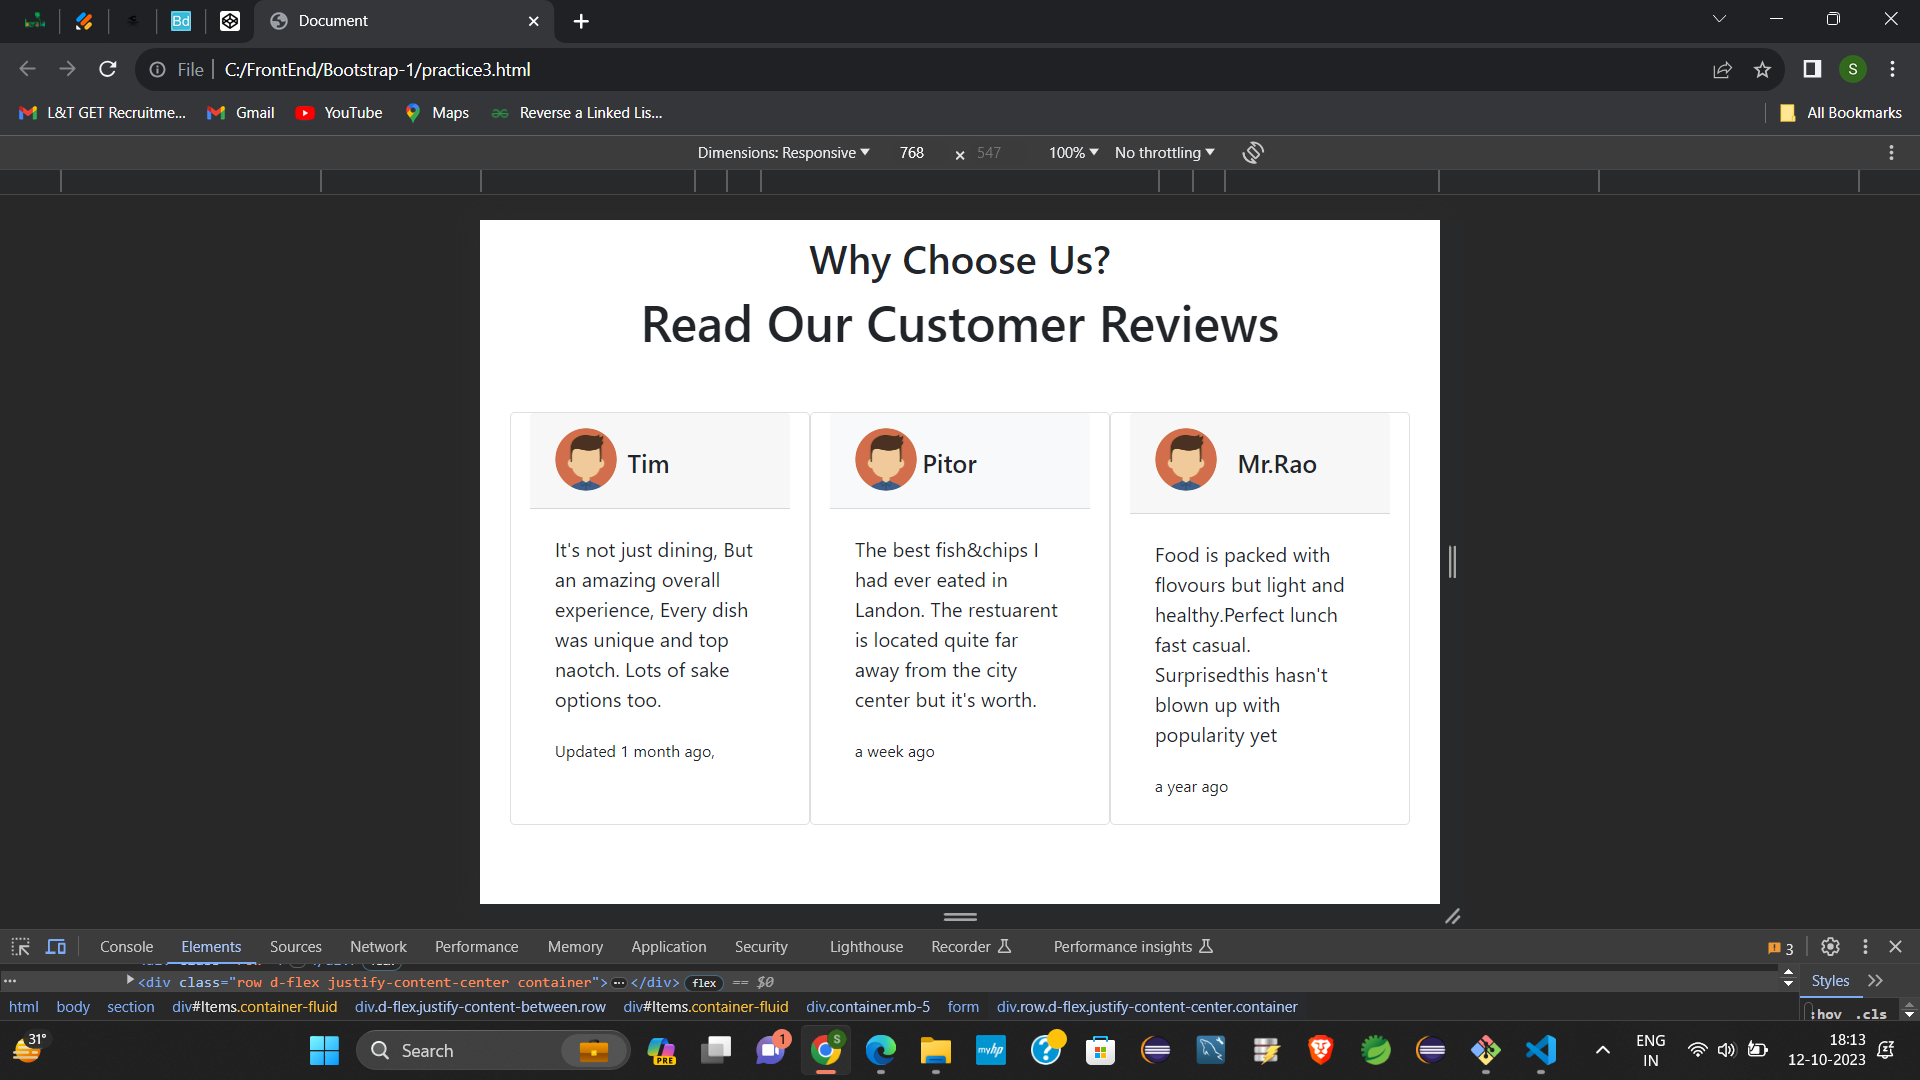 Bd
Document
File
C:/FrontEnd/Bootstrap-1/practice3.html
S
L&T GET Recruitme...
Gmail
YouTube
Maps
Reverse a Linked Lis...
All Bookmarks
Dimensions: Responsive
768
×
547
100%
No throttling
Why Choose Us?
Read Our Customer Reviews
Tim
It's not just dining, But
an amazing overall
experience, Every dish
was unique and top
naotch. Lots of sake
options too.
Updated 1 month ago,
Pitor
The best fish&chips I
had ever eated in
Landon. The restuarent
is located quite far
away from the city
center but it's worth.
a week ago
Mr.Rao
Food is packed with
flovours but light and
healthy.Perfect lunch
fast casual.
Surprisedthis hasn't
blown up with
popularity yet
a year ago
Console
Elements
Sources
Network
Performance
Memory
Application
Security
Lighthouse
Recorder
Performance insights
3
<div class="row d-flex justify-content-center container"> ... </div> flex == $0
Styles
html
body
section
div#Items.container-fluid
div.d-flex.justify-content-between.row
div#Items.container-fluid
div.container.mb-5
form
div.row.d-flex.justify-content-center.container
:hov .cls
31°
Search
PRE
1
S
myhp
ENG
IN
18:13
12-10-2023